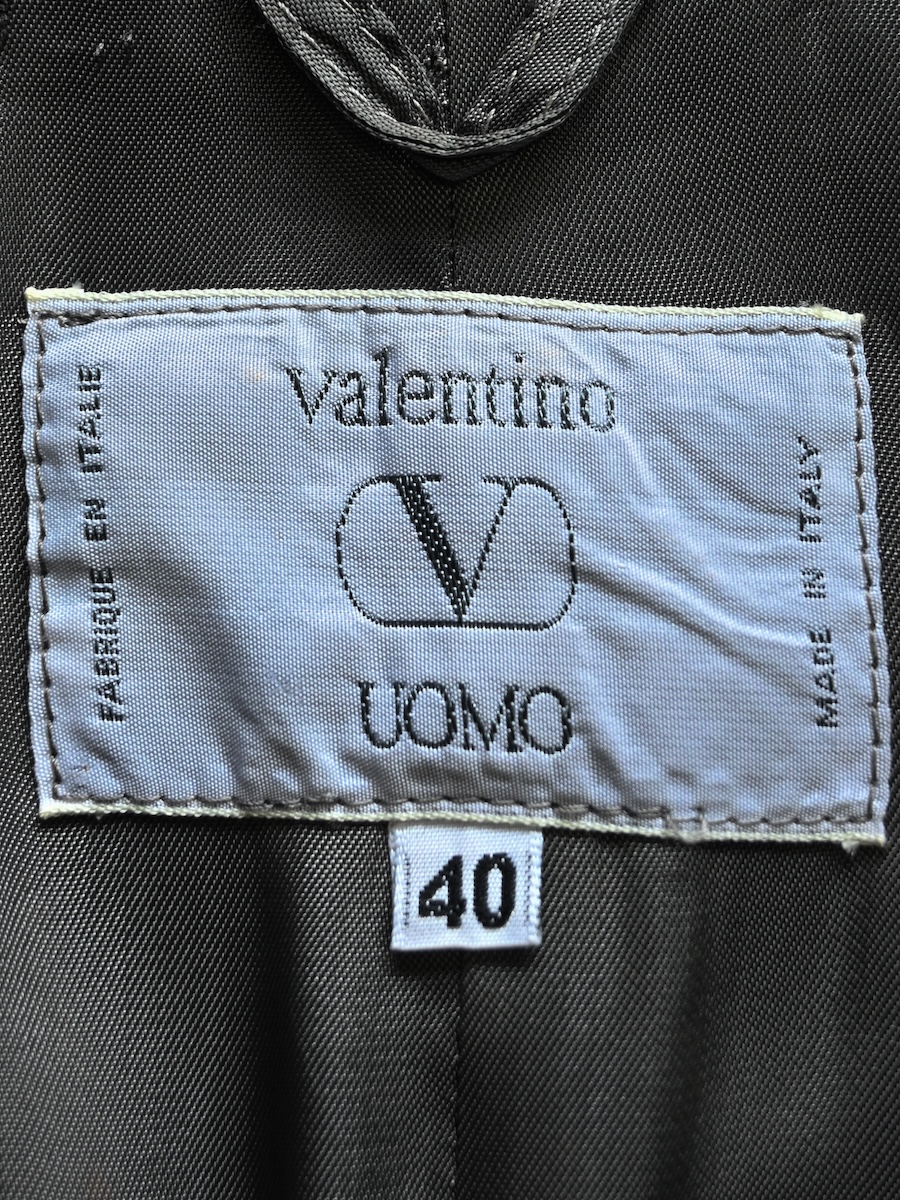 valentino
V
UOMO
FABRIQUE EN ITALIE
MADE IN ITALY
40